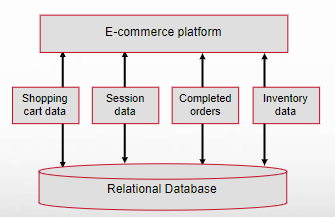 E-commerce platform
Shopping
cart data
Session
data
Completed
orders
Inventory
data
Relational Database